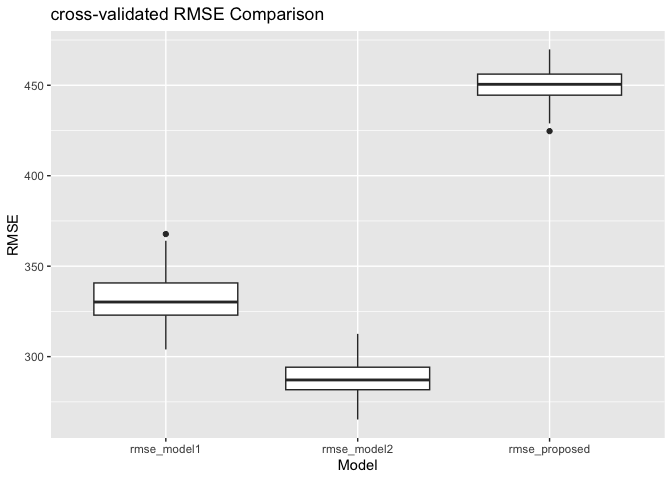 cross-validated RMSE Comparison
450
400
350
300
RMSE
rmse_model1 rmse_model2 rmse_proposed
Model